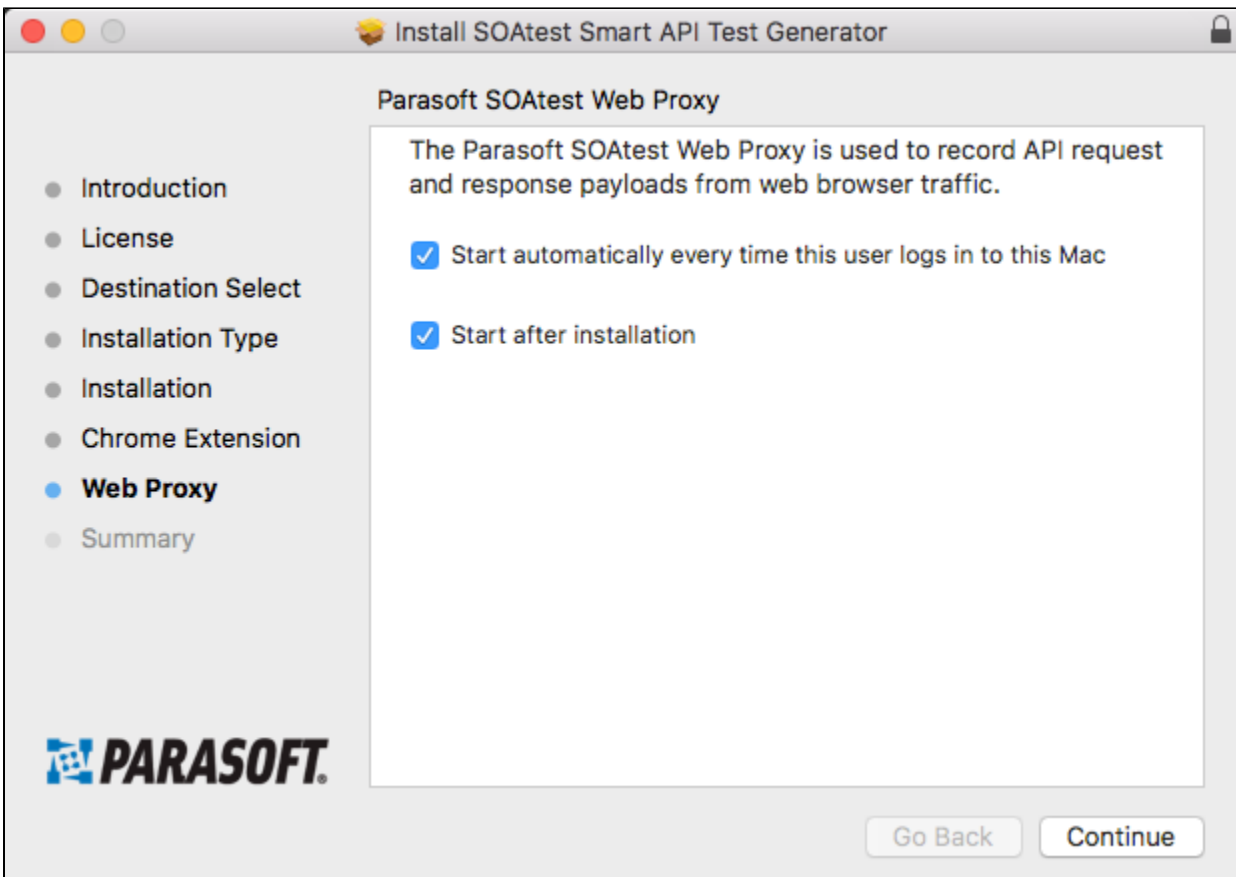 Install SOAtest Smart API Test Generator
Parasoft SOAtest Web Proxy
The Parasoft SOAtest Web Proxy is used to record API request
and response payloads from web browser traffic.
Start automatically every time this user logs in to this Mac
Start after installation
Introduction
License
Destination Select
Installation Type
Installation
Chrome Extension
Web Proxy
Summary
PARASOFT®
Go Back
Continue